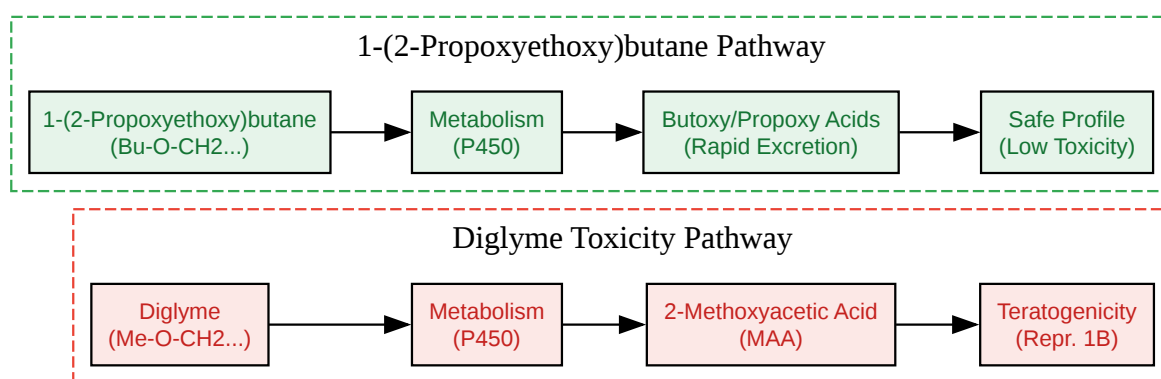 1-(2-Propoxyethoxy)butane Pathway
1-(2-Propoxyethoxy)butane
(Bu-O-CH2...)
Metabolism
(P450)
Butoxy/Propoxy Acids
(Rapid Excretion)
Safe Profile
(Low Toxicity)
Diglyme Toxicity Pathway
Diglyme
(Me-O-CH2...)
Metabolism
(P450)
2-Methoxyacetic Acid
(MAA)
Teratogenicity
(Repr. 1B)